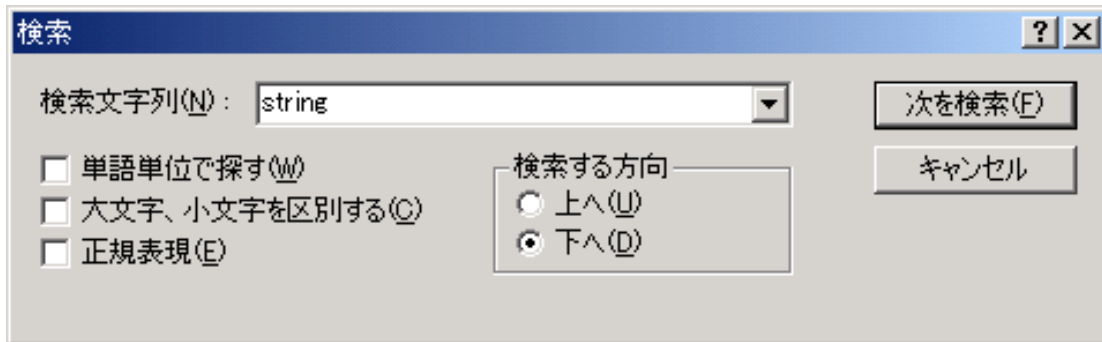 検索
検索文字列(N) : string 次を検索(F)
単語単位で探す(W) 検索する方向 キャンセル
大文字、小文字を区別する(C) 上へ(U)
正規表現(E) 下へ(D)